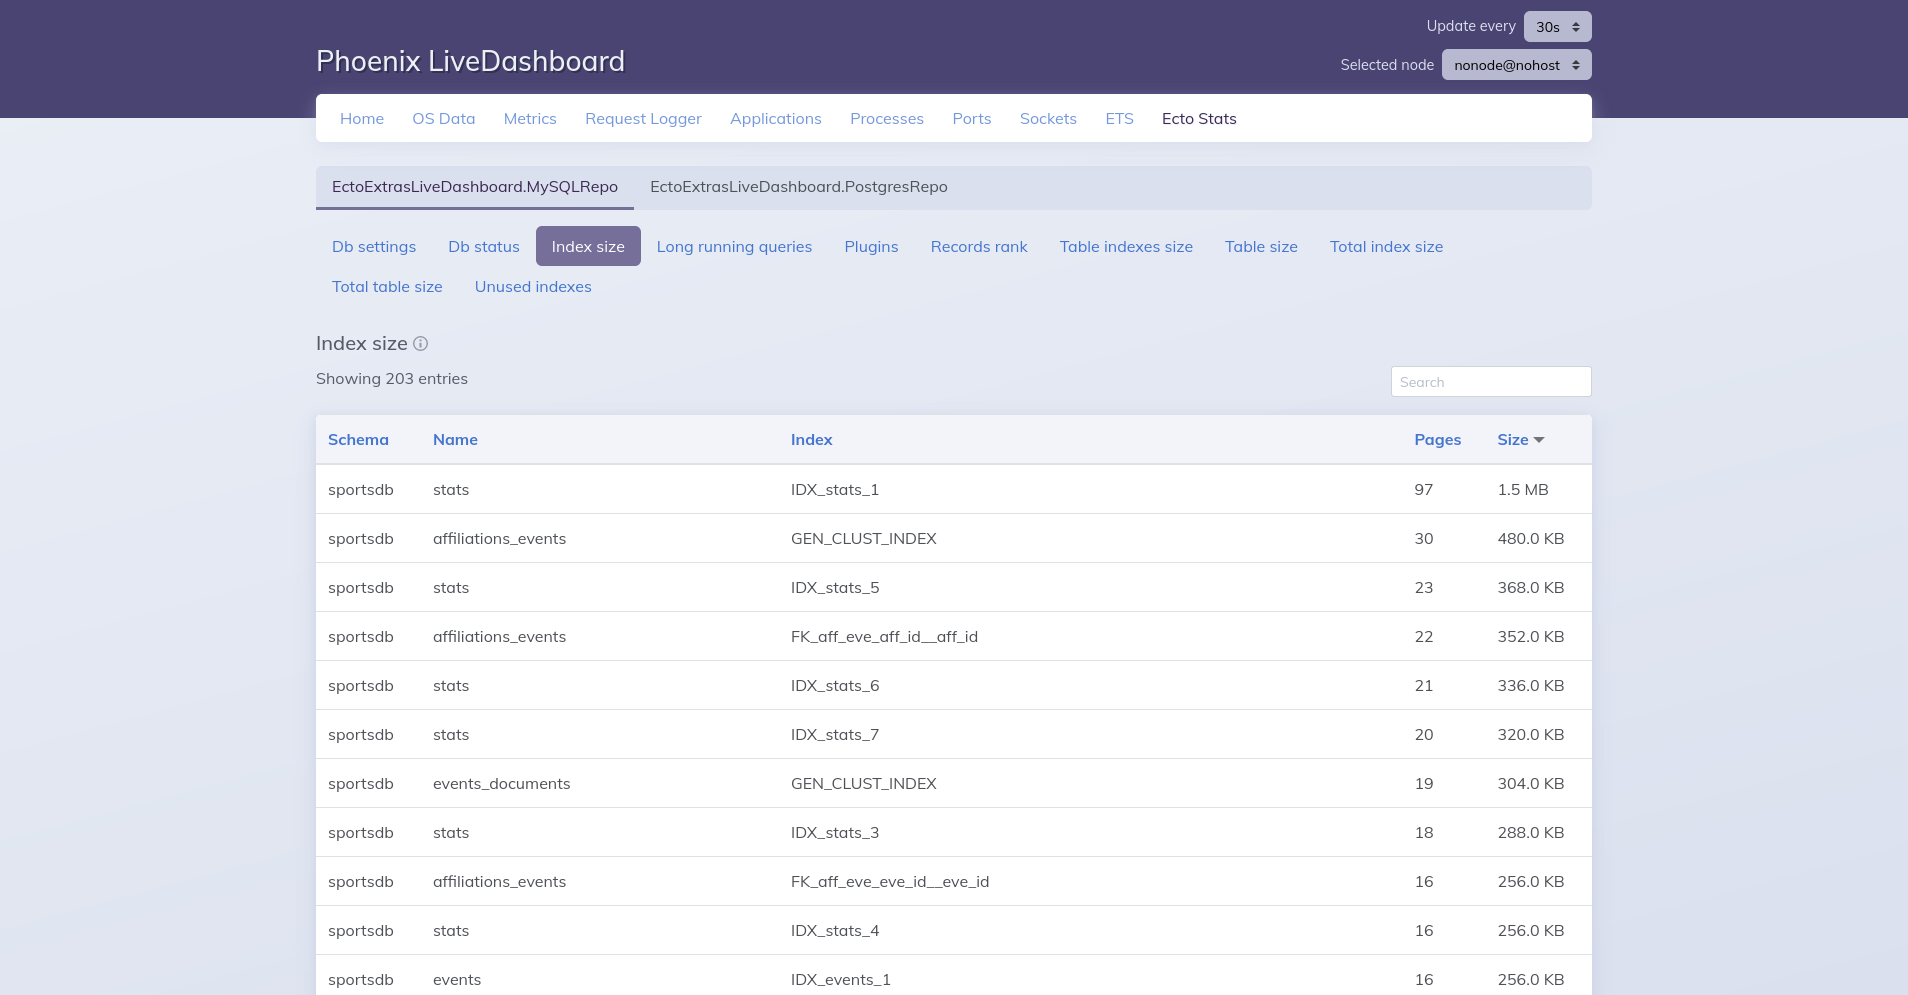 Update every 30s
Phoenix LiveDashboard
Selected node nonode@nohost
Home OS Data Metrics Request Logger Applications Processes Ports Sockets ETS Ecto Stats
EctoExtrasLiveDashboard.MySQLRepo EctoExtrasLiveDashboard.PostgresRepo
Db settings Db status Index size Long running queries Plugins Records rank Table indexes size Table size Total index size
Total table size Unused indexes
Index size
Showing 203 entries Search
Schema Name Index Pages Size
sportsdb stats IDX_stats_1 97 1.5 MB
sportsdb affiliations_events GEN_CLUST_INDEX 30 480.0 KB
sportsdb stats IDX_stats_5 23 368.0 KB
sportsdb affiliations_events FK_aff_eve_aff_id__aff_id 22 352.0 KB
sportsdb stats IDX_stats_6 21 336.0 KB
sportsdb stats IDX_stats_7 20 320.0 KB
sportsdb events_documents GEN_CLUST_INDEX 19 304.0 KB
sportsdb stats IDX_stats_3 18 288.0 KB
sportsdb affiliations_events FK_aff_eve_eve_id__eve_id 16 256.0 KB
sportsdb stats IDX_stats_4 16 256.0 KB
sportsdb events IDX_events_1 16 256.0 KB